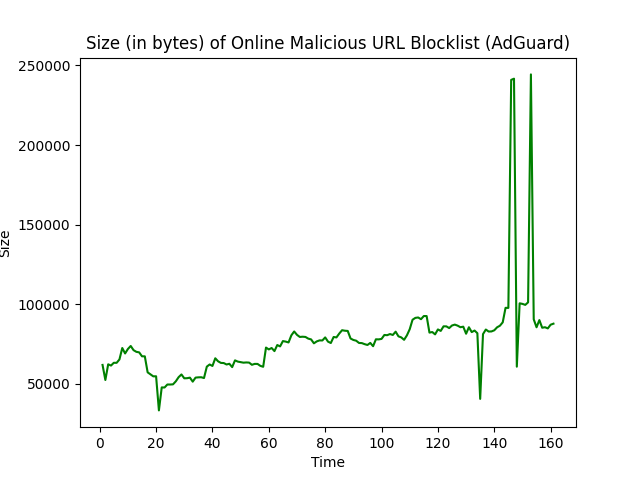 Size (in bytes) of Online Malicious URL Blocklist (AdGuard)
250000
200000
150000
100000
50000
Size
0 20 40 60 80 100 120 140 160
Time